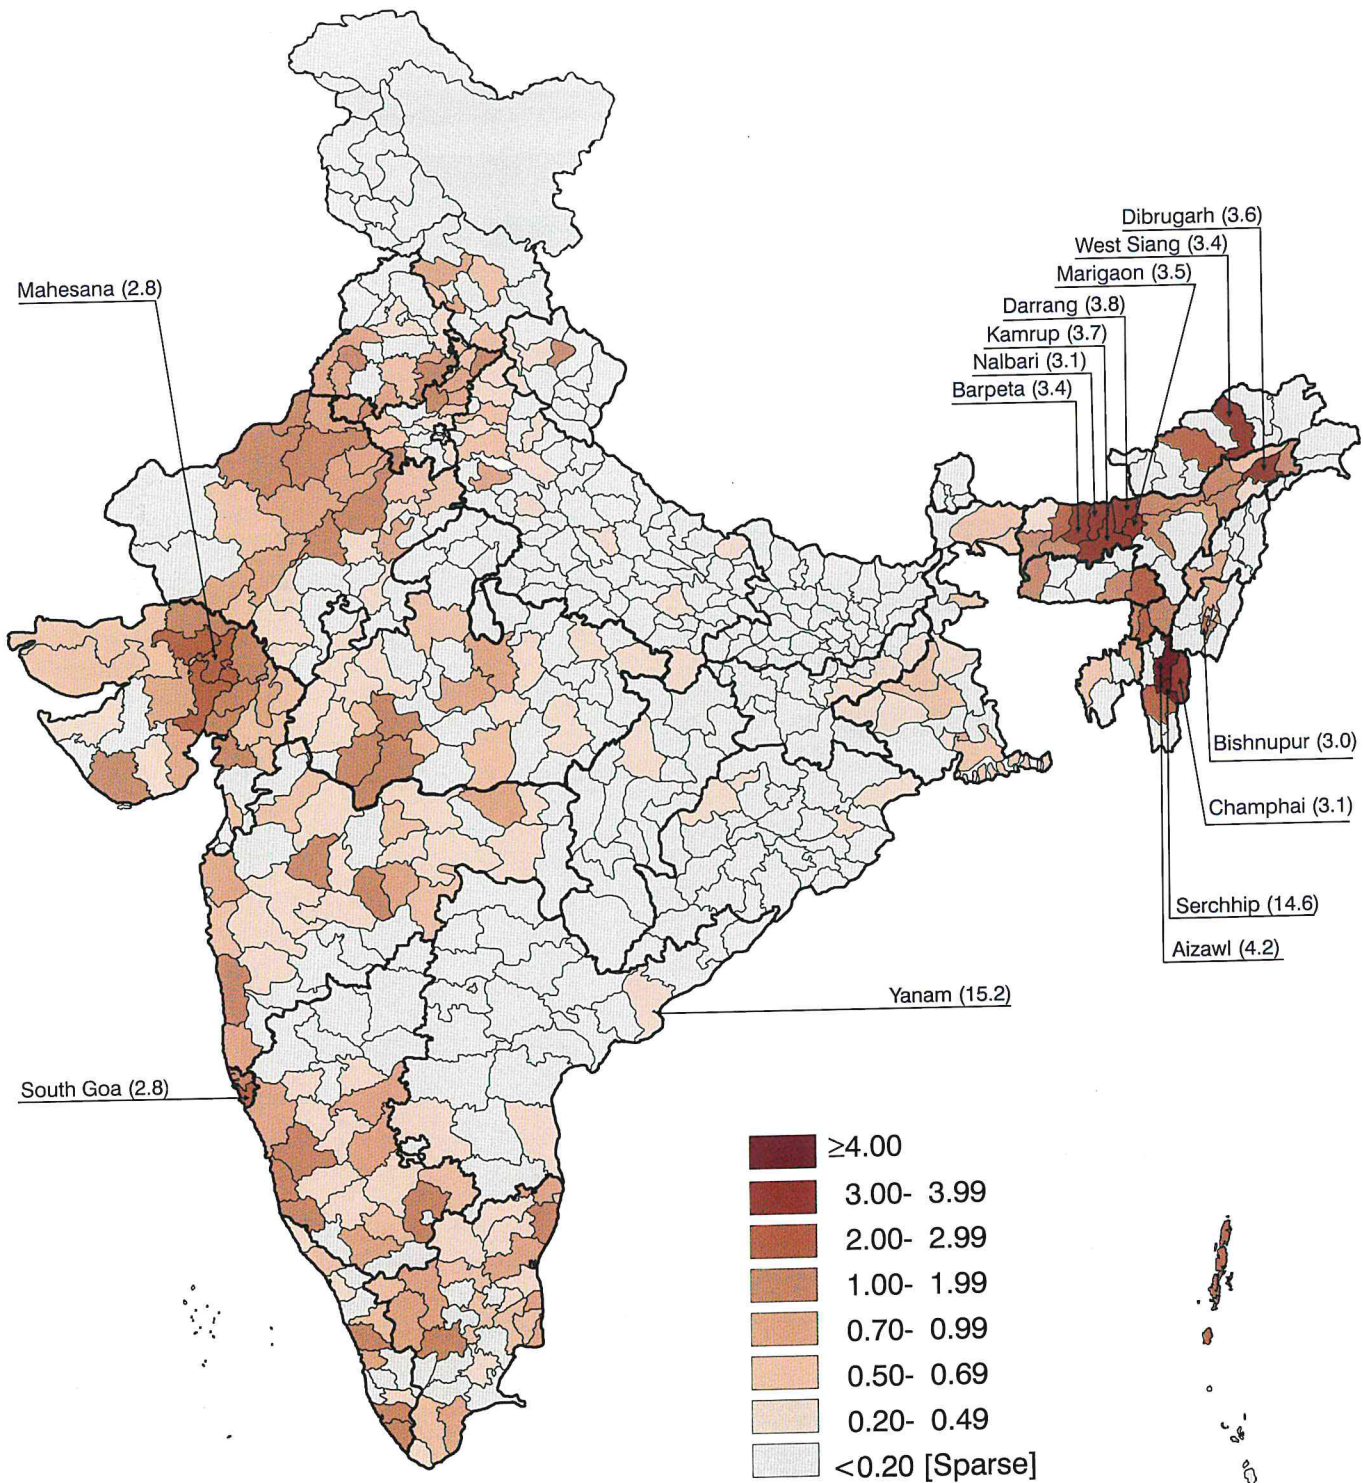 Dibrugarh (3.6)
West Siang (3.4)
Marigaon (3.5)
Mahesana (2.8)
Darrang (3.8)
Kamrup (3.7)
Nalbari (3.1)
Barpeta (3.4)
Bishnupur (3.0)
Champhai (3.1)
Serchhip (14.6)
Aizawl (4.2)
Yanam (15.2)
South Goa (2.8)
≥4.00
3.00- 3.99
2.00- 2.99
1.00- 1.99
0.70- 0.99
0.50- 0.69
0.20- 0.49
<0.20 [Sparse]